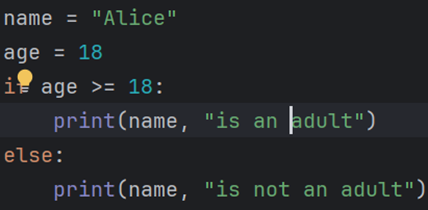 name = "Alice"
age = 18
if age >= 18:
    print(name, "is an adult")
else:
    print(name, "is not an adult")